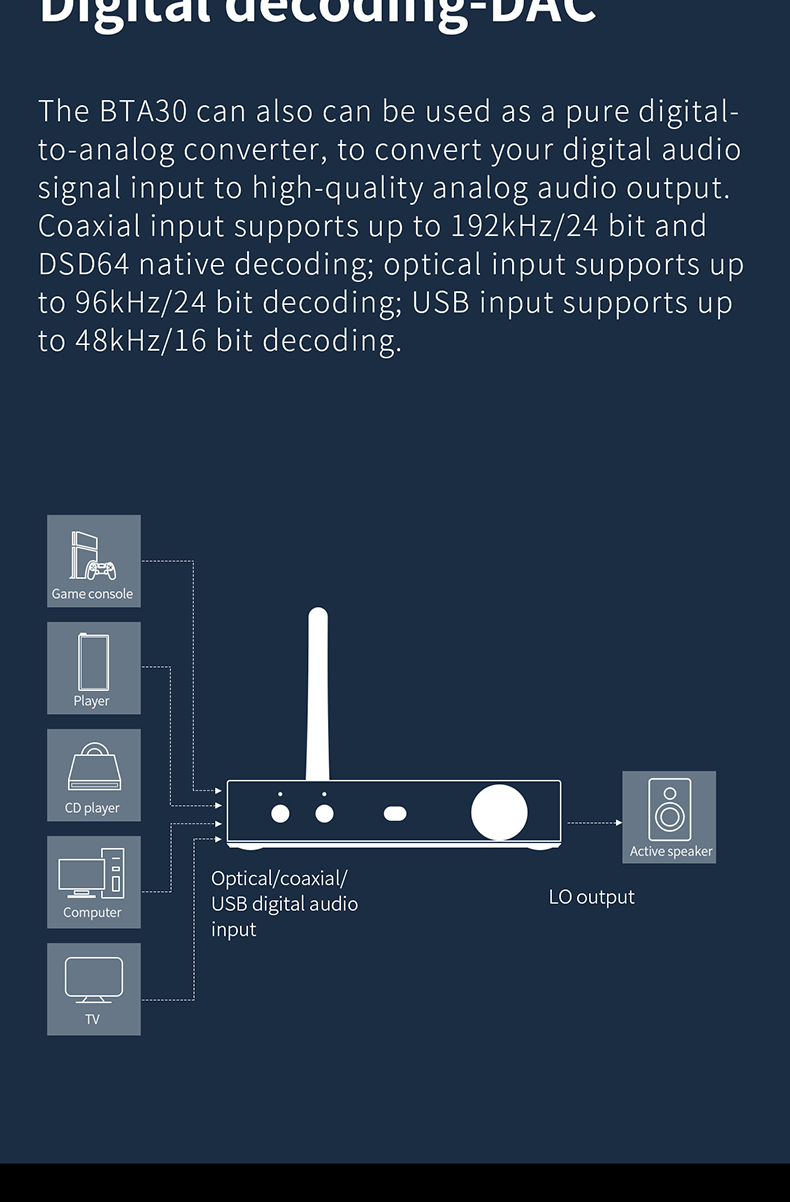 Digital decoding-DAC
The BTA30 can also can be used as a pure digital-
to-analog converter, to convert your digital audio
signal input to high-quality analog audio output.
Coaxial input supports up to 192kHz/24 bit and
DSD64 native decoding; optical input supports up
to 96kHz/24 bit decoding; USB input supports up
to 48kHz/16 bit decoding.
Game console
Player
CD player
Computer
TV
Optical/coaxial/
USB digital audio
input
LO output
Active speaker